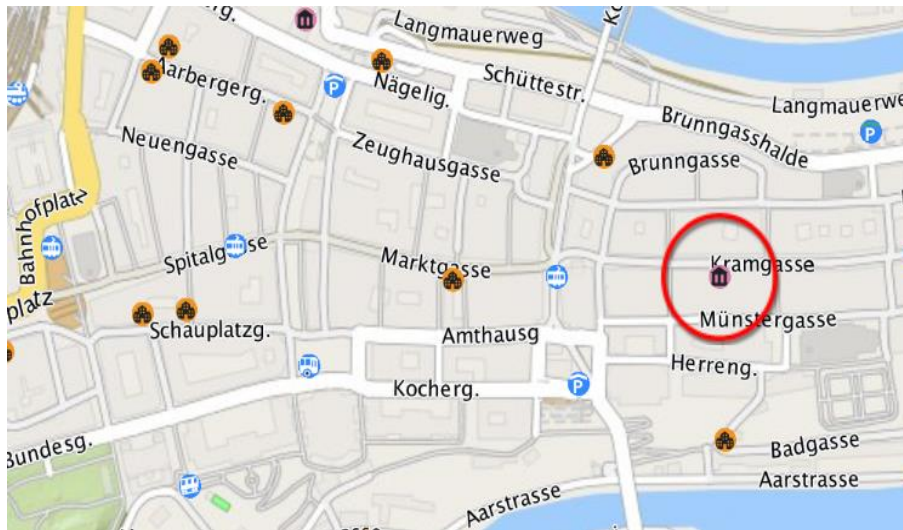 Langmauerweg
Schüttestr.
Nägelig.
Aarbergerg.
Langmauerwe
Brunngasshalde
Neuengasse
Zeughausgasse
Brunngasse
Bahnhofplatz
Spitalgasse
Marktgasse
Kramgasse
platz
Schauplatzg.
Amthausg
Münstergasse
Herreng.
Kocherg.
Bundesg.
Badgasse
Aarstrasse
Aarstrasse
P
P
P